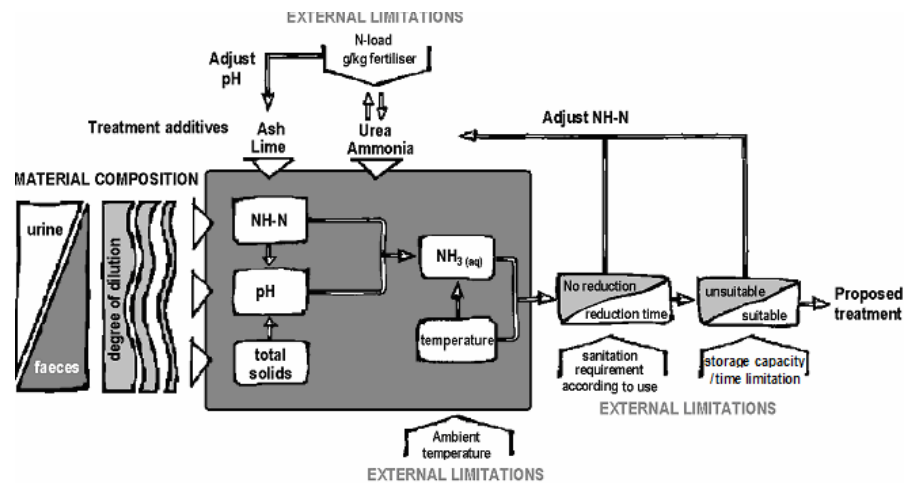 EXTERNAL LIMITATIONS
N-load
g/kg fertiliser
Adjust
pH
Treatment additives
Ash
Lime
Urea
Ammonia
Adjust NH-N
MATERIAL COMPOSITION
urine
faeces
degree of dilution
NH-N
pH
total
solids
NH3 (aq)
temperature
No reduction
reduction time
unsuitable
suitable
Proposed
treatment
sanitation
requirement
according to use
storage capacity
/time limitation
EXTERNAL LIMITATIONS
Ambient
temperature
EXTERNAL LIMITATIONS